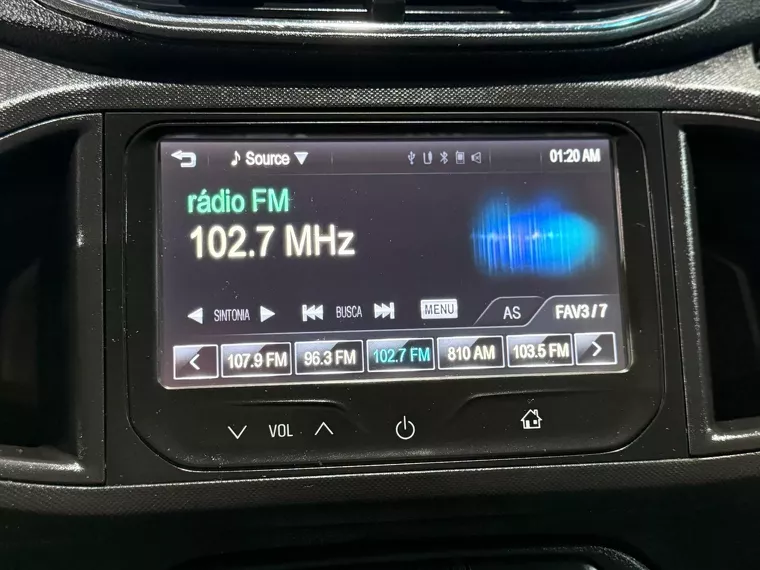 Source 01:20 AM
rádio FM
102.7 MHz
SINTONIA BUSCA MENU AS FAV3/7
107.9 FM 96.3 FM 102.7 FM 810 AM 103.5 FM
VOL